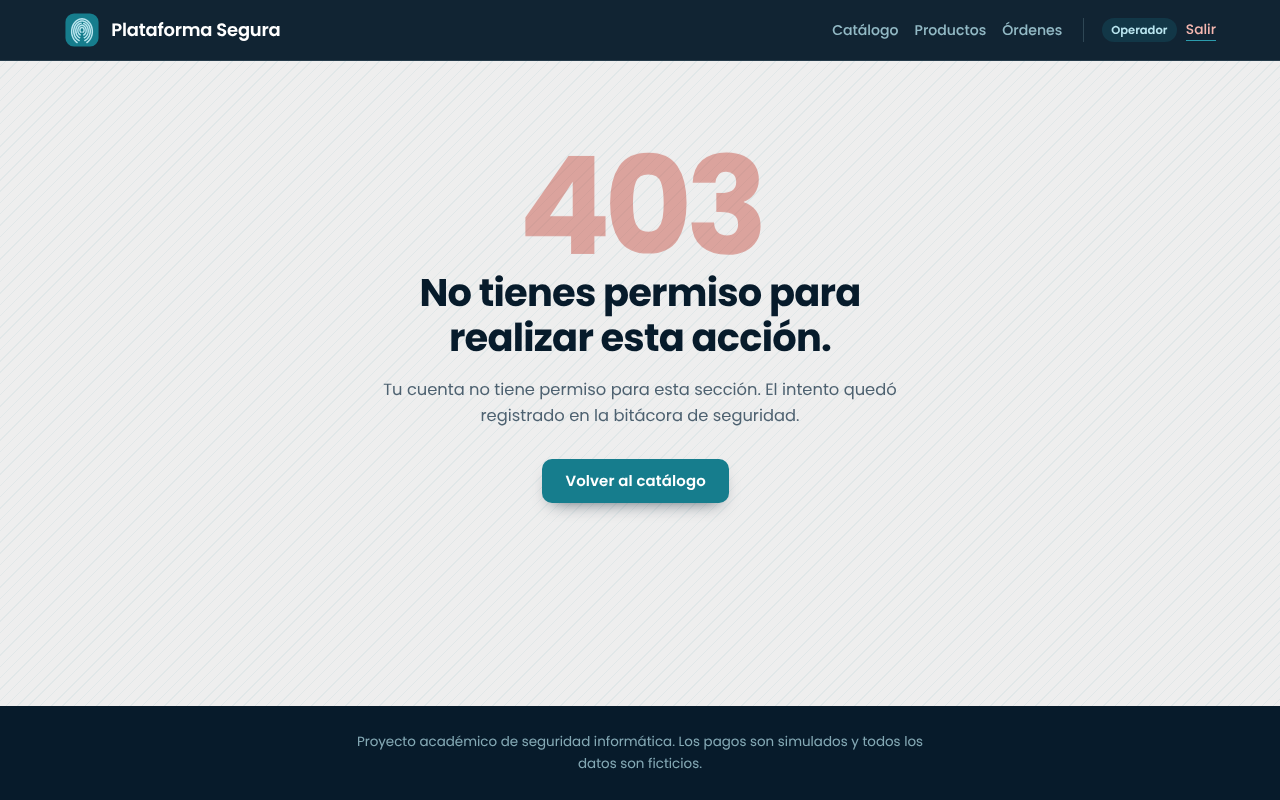 Plataforma Segura
Catálogo Productos Órdenes Operador Salir
403
No tienes permiso para
realizar esta acción.
Tu cuenta no tiene permiso para esta sección. El intento quedó
registrado en la bitácora de seguridad.
Volver al catálogo
Proyecto académico de seguridad informática. Los pagos son simulados y todos los
datos son ficticios.